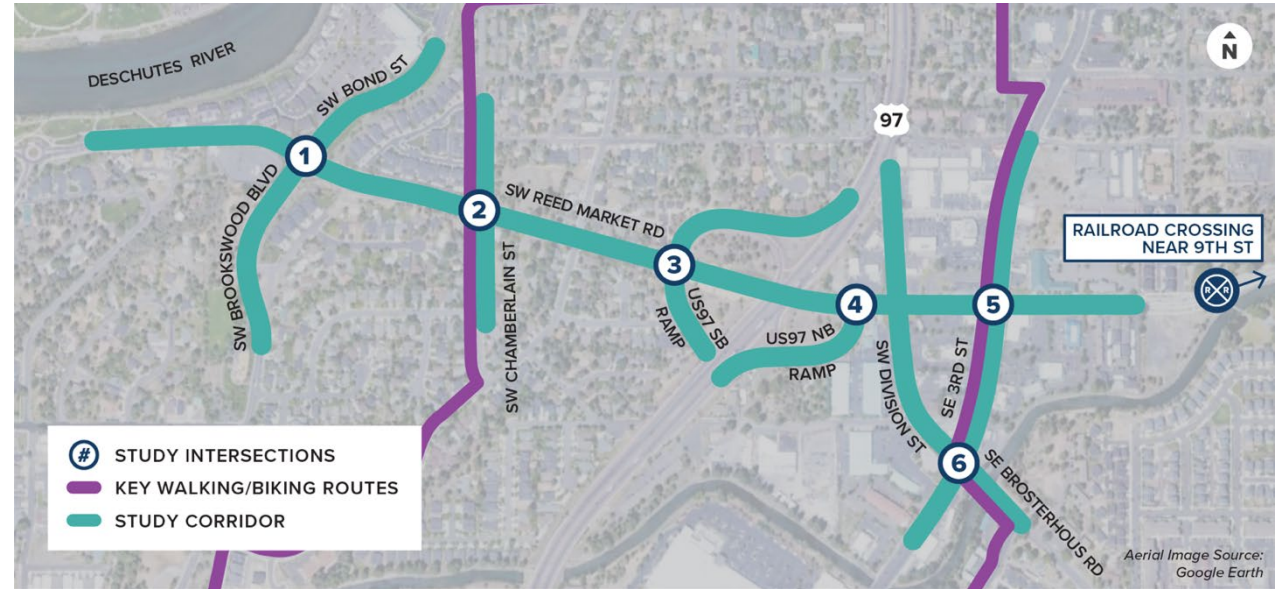 DESCHUTES RIVER
SW BOND ST
N
97
1
SW BROOKSWOOD BLVD
2
SW REED MARKET RD
SW CHAMBERLAIN ST
3
US97 SB
RAMP
4
US97 NB
RAMP
5
RAILROAD CROSSING
NEAR 9TH ST
R R
SW DIVISION ST
SE 3RD ST
6
SE BROSTERHOUS RD
# STUDY INTERSECTIONS
KEY WALKING/BIKING ROUTES
STUDY CORRIDOR
Aerial Image Source:
Google Earth